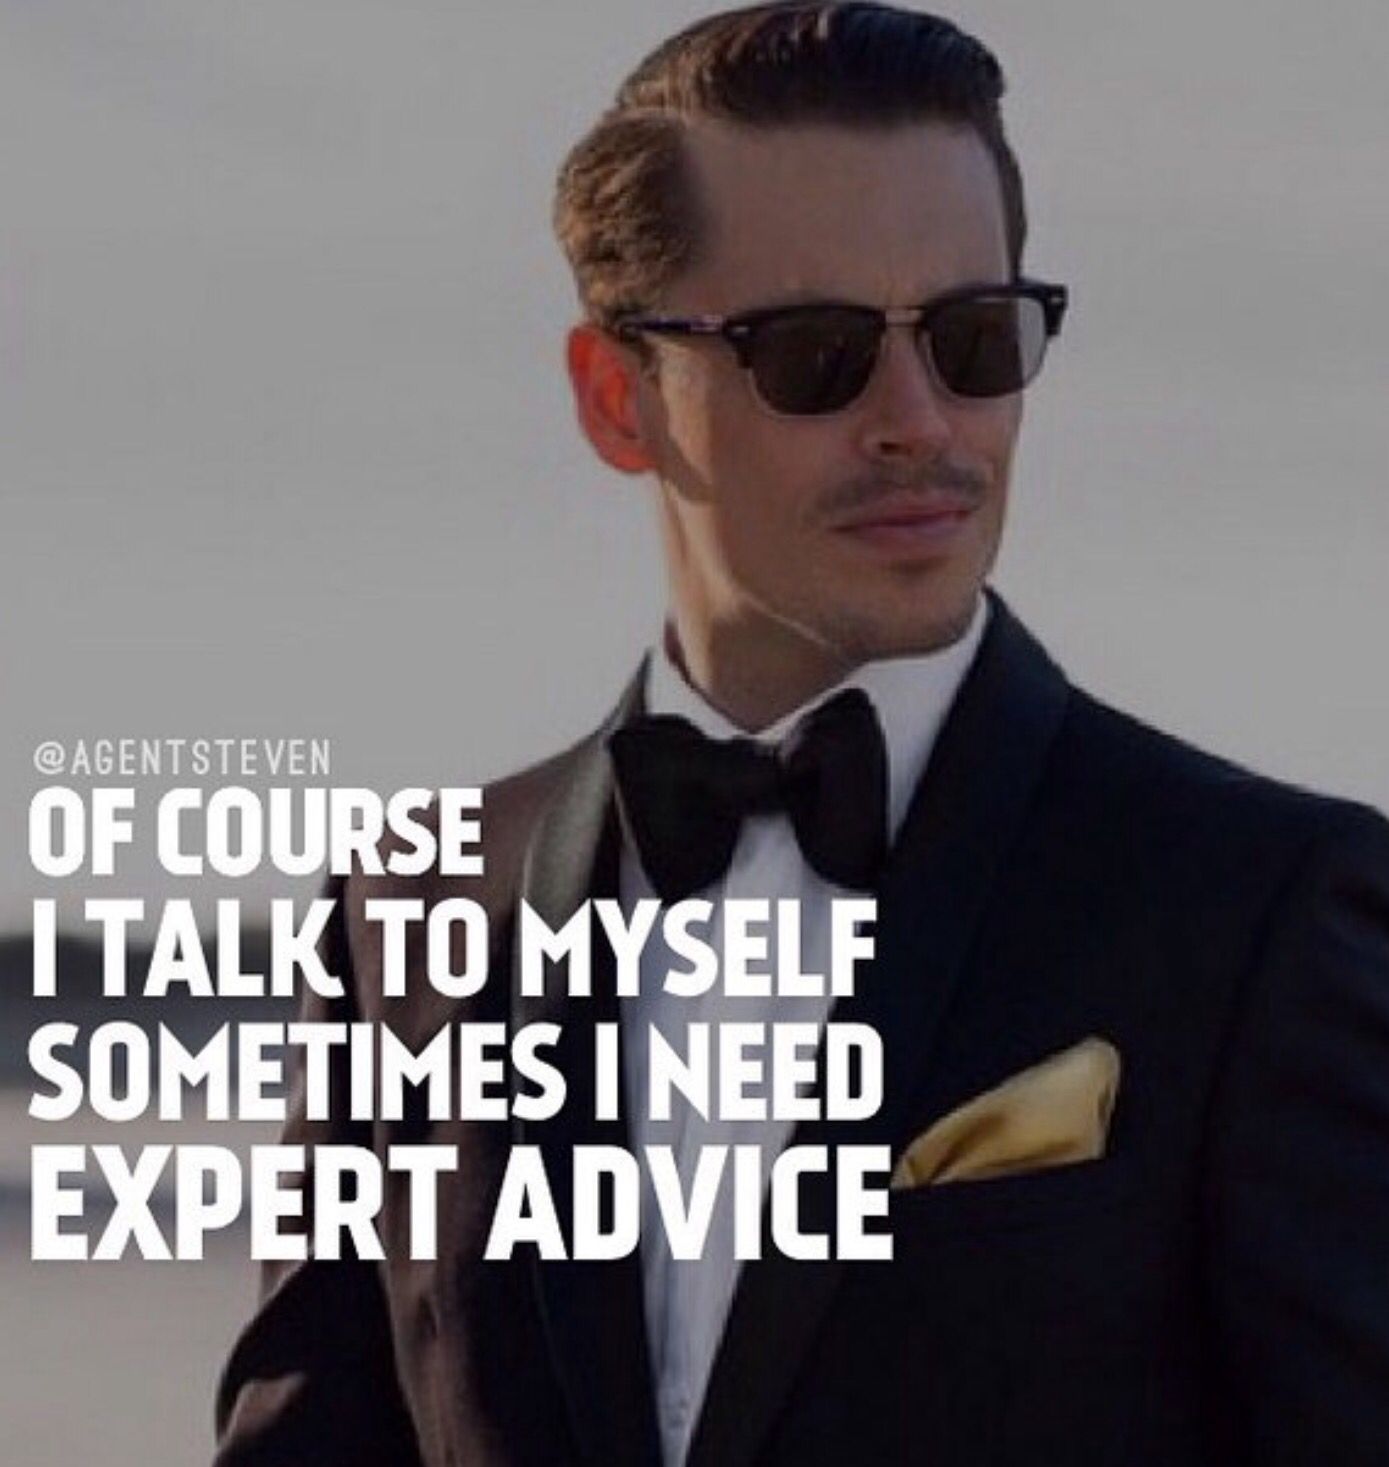 @AGENTSTEVEN
OF COURSE
I TALK TO MYSELF
SOMETIMES I NEED
EXPERT ADVICE